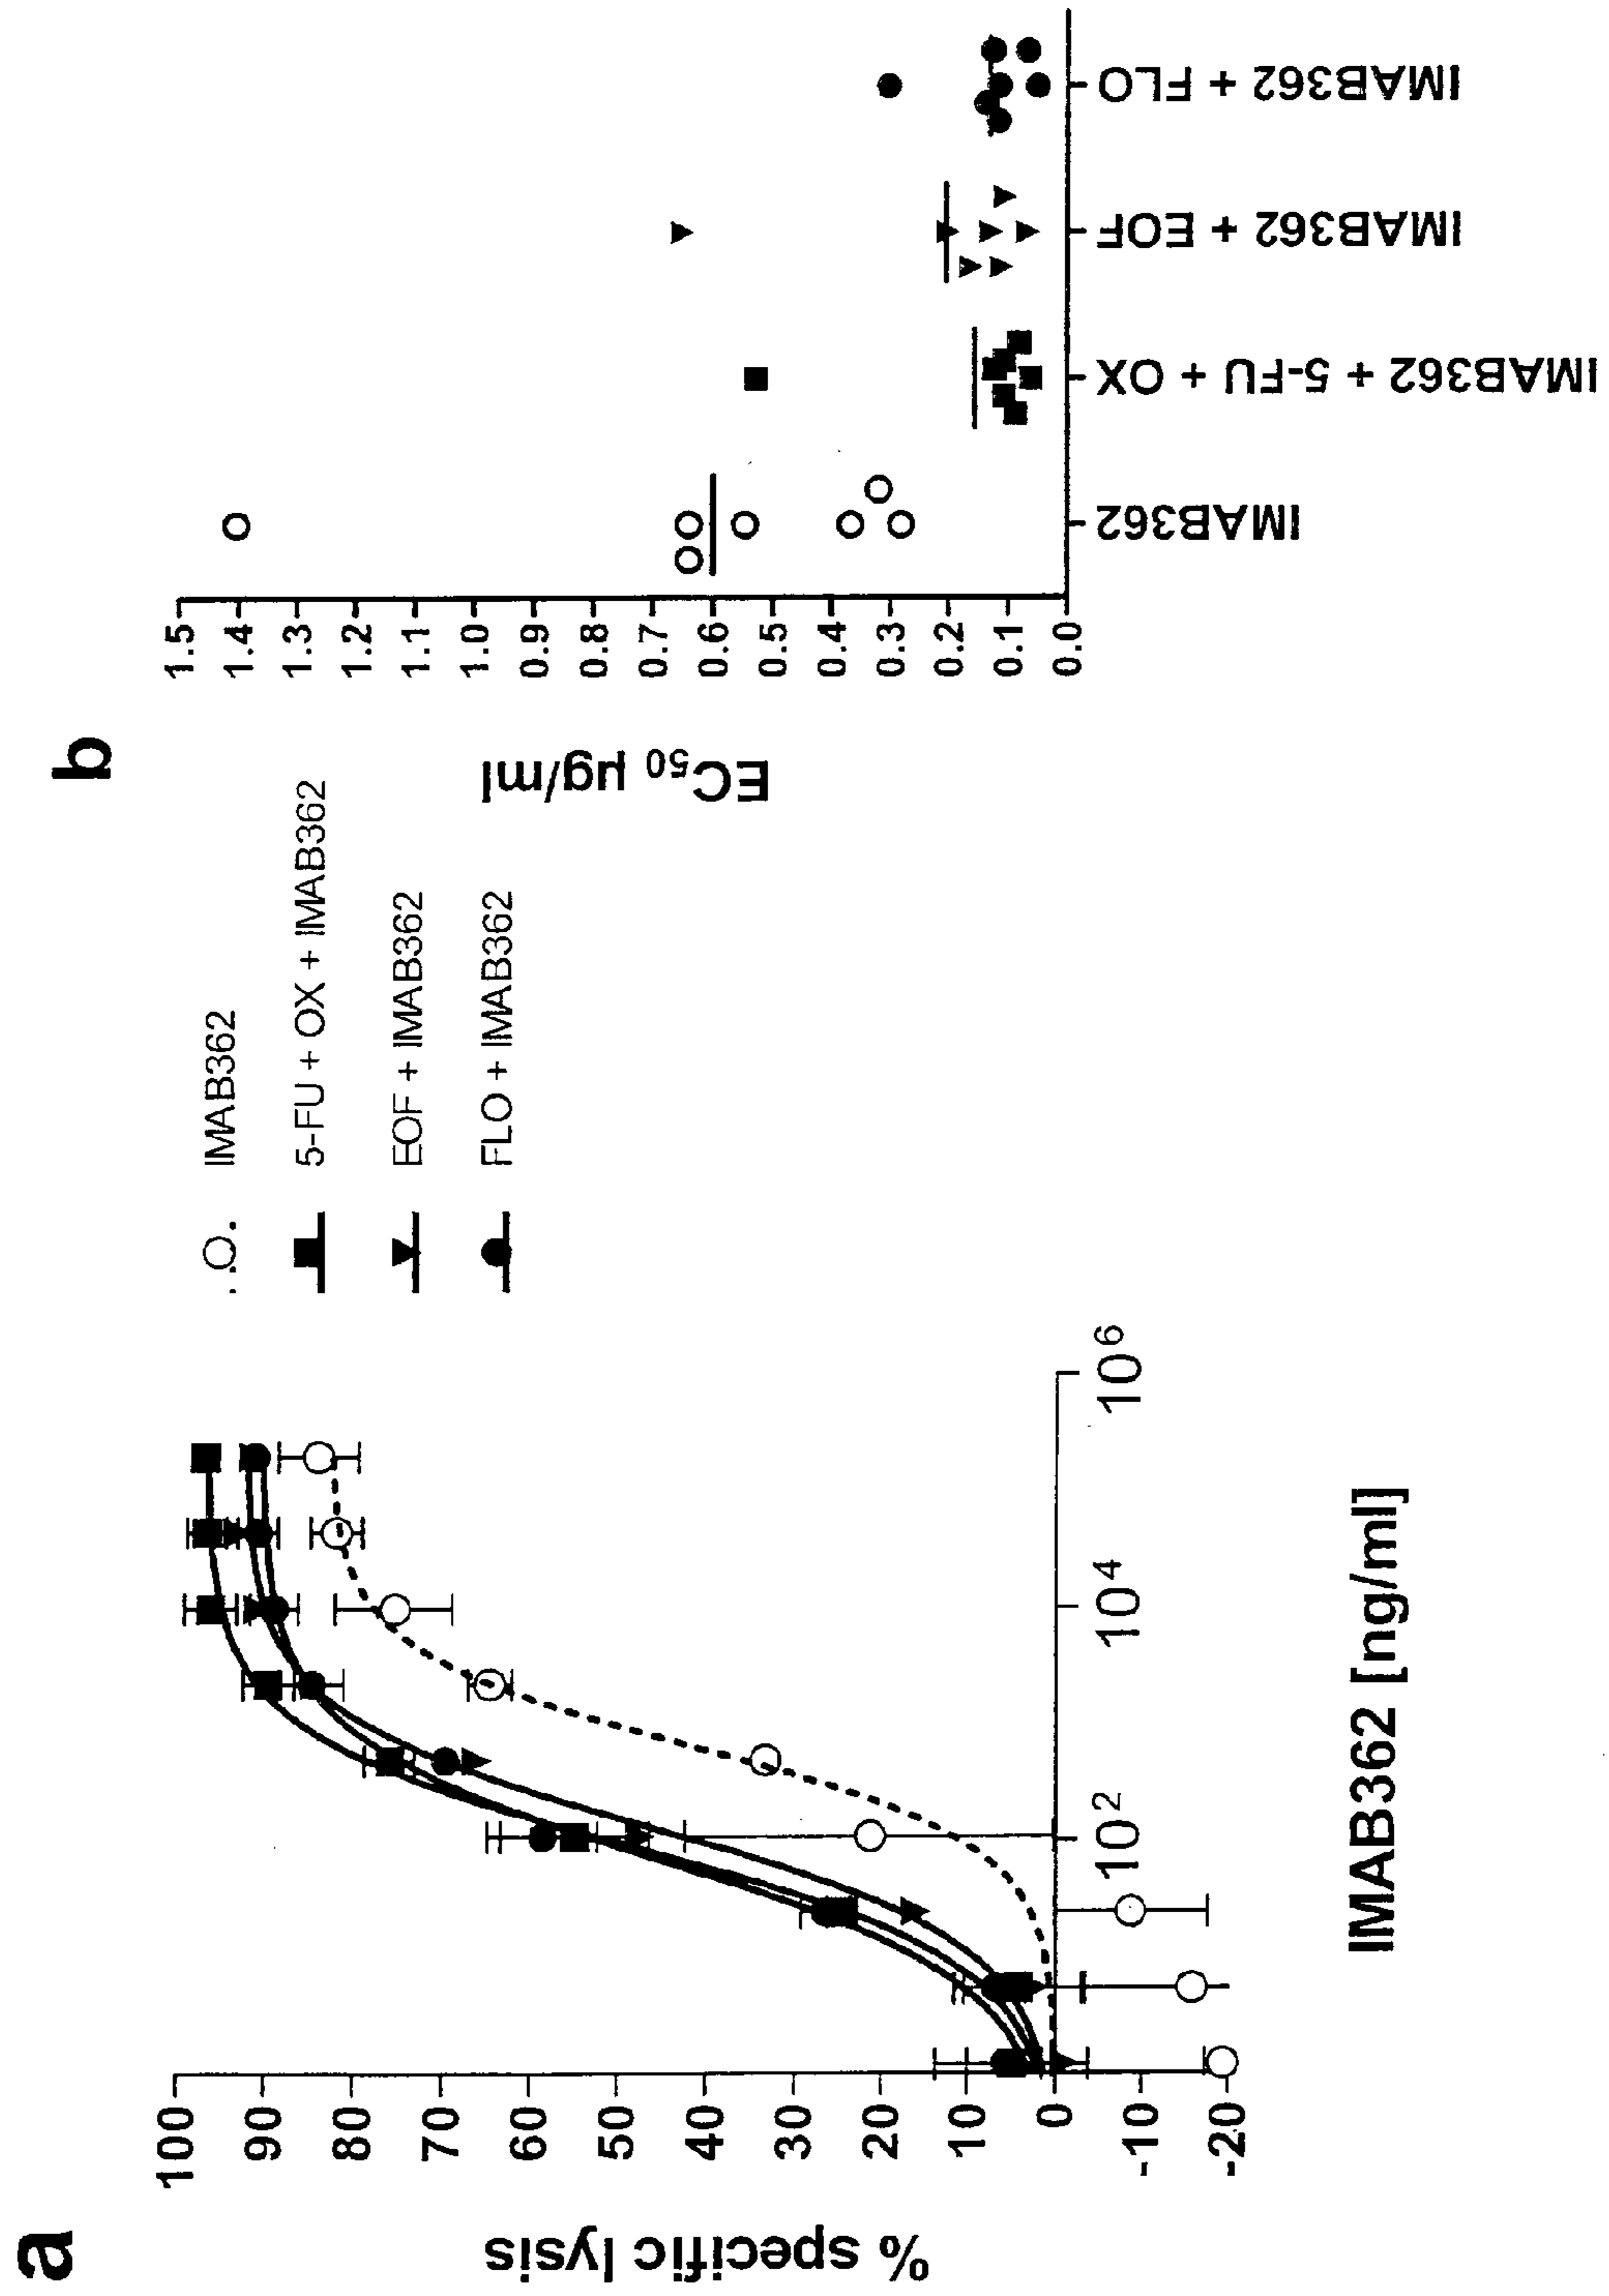 a
% specific lysis
100
90
80
70
60
50
40
30
20
10
0
-10
-20
10²
10⁴
10⁶
IMAB362 [ng/ml]
IMAB362
5-FU + OX + IMAB362
EOF + IMAB362
FLO + IMAB362
b
EC₅₀ µg/ml
1.5
1.4
1.3
1.2
1.1
1.0
0.9
0.8
0.7
0.6
0.5
0.4
0.3
0.2
0.1
0.0
IMAB362
IMAB362 + 5-FU + OX
IMAB362 + EOF
IMAB362 + FLO